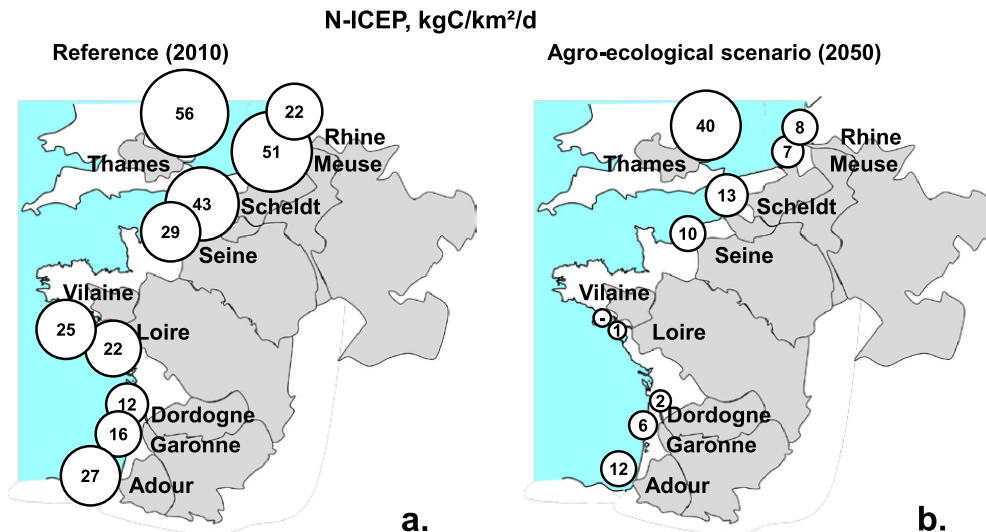 N-ICEP, kgC/km²/d
Reference (2010)
56
22
51
Rhine
Meuse
Thames
43
Scheldt
29
Seine
Vilaine
25
Loire
22
12
Dordogne
16
Garonne
27
Adour
a.
Agro-ecological scenario (2050)
40
8
7
Rhine
Meuse
Thames
13
Scheldt
10
Seine
Vilaine
-
1
Loire
2
Dordogne
6
Garonne
12
Adour
b.